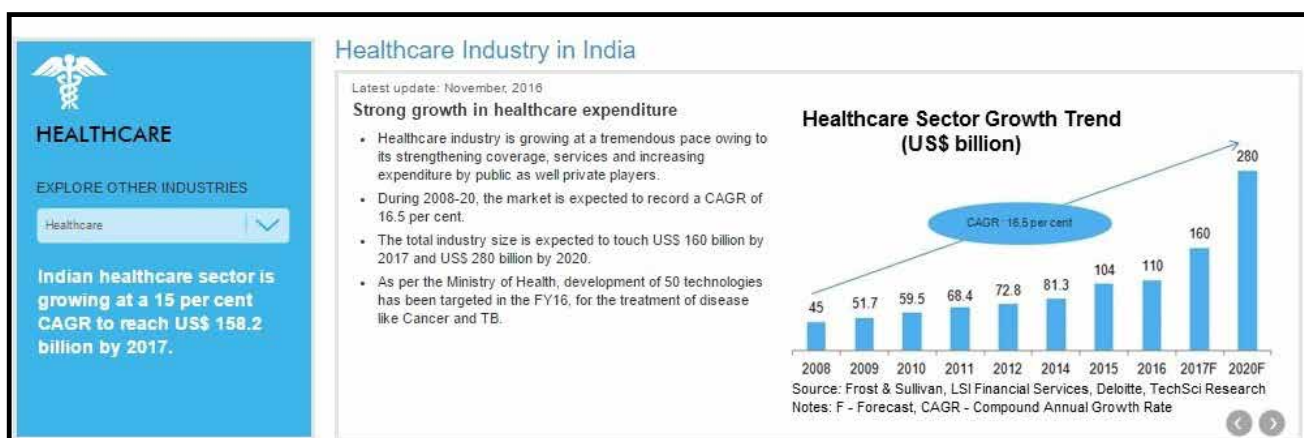 HEALTHCARE
EXPLORE OTHER INDUSTRIES
Healthcare
Indian healthcare sector is
growing at a 15 per cent
CAGR to reach US$ 158.2
billion by 2017.
Healthcare Industry in India
Latest update: November, 2016
Strong growth in healthcare expenditure
• Healthcare industry is growing at a tremendous pace owing to
its strengthening coverage, services and increasing
expenditure by public as well private players.
• During 2008-20, the market is expected to record a CAGR of
16.5 per cent.
• The total industry size is expected to touch US$ 160 billion by
2017 and US$ 280 billion by 2020.
• As per the Ministry of Health, development of 50 technologies
has been targeted in the FY16, for the treatment of disease
like Cancer and TB.
Healthcare Sector Growth Trend
(US$ billion)
CAGR : 16.5 per cent
45 51.7 59.5 68.4 72.8 81.3 104 110 160 280
2008 2009 2010 2011 2012 2014 2015 2016 2017F 2020F
Source: Frost & Sullivan, LSI Financial Services, Deloitte, TechSci Research
Notes: F - Forecast, CAGR - Compound Annual Growth Rate